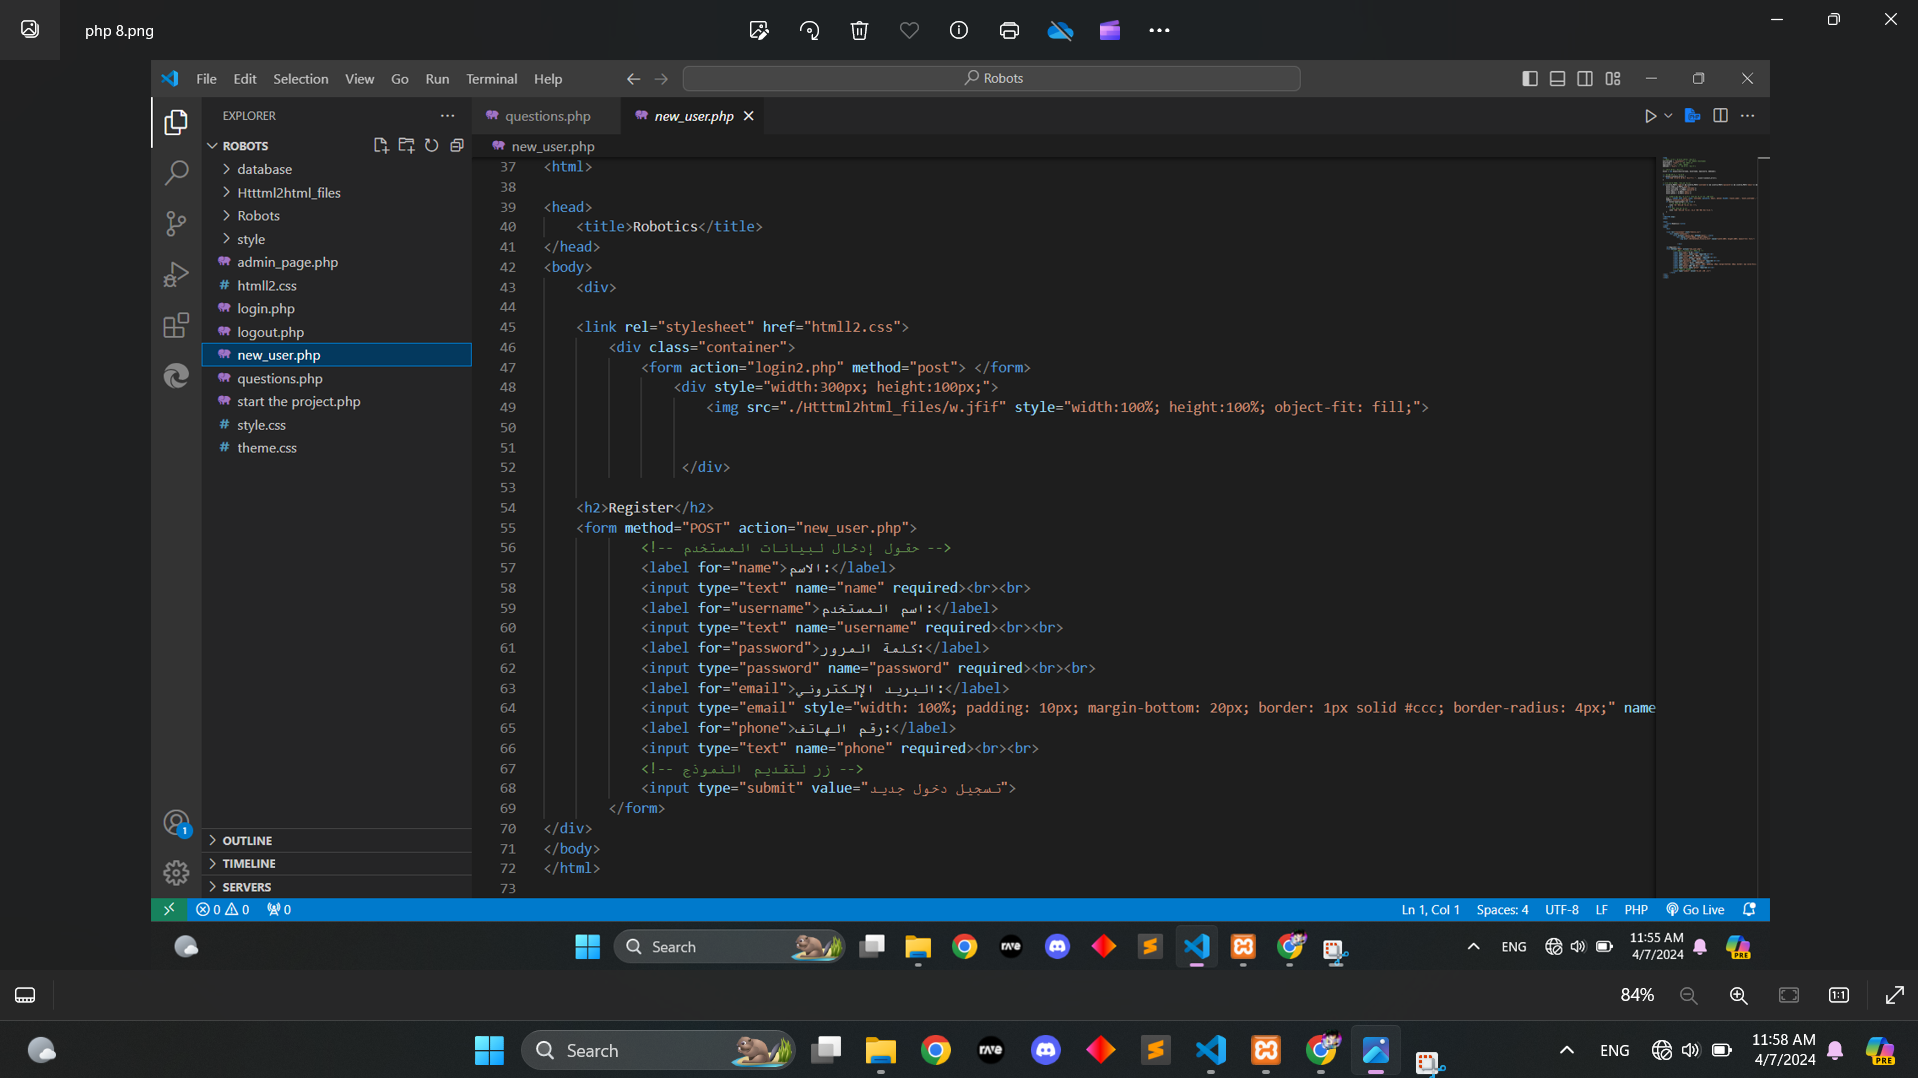 php 8.png
File Edit Selection View Go Run Terminal Help
Robots
EXPLORER
questions.php
new_user.php
ROBOTS
new_user.php
database
Htttml2html_files
Robots
style
admin_page.php
htmll2.css
login.php
logout.php
new_user.php
questions.php
start the project.php
style.css
theme.css
OUTLINE
TIMELINE
SERVERS
37 <html>
38
39 <head>
40 <title>Robotics</title>
41 </head>
42 <body>
43 <div>
44
45 <link rel="stylesheet" href="htmll2.css">
46 <div class="container">
47 <form action="login2.php" method="post"> </form>
48 <div style="width:300px; height:100px;">
49 <img src="./Htttml2html_files/w.jfif" style="width:100%; height:100%; object-fit: fill;">
50
51
52 </div>
53
54 <h2>Register</h2>
55 <form method="POST" action="new_user.php">
56 <!-- حقول إدخال لبيانات المستخدم -->
57 <label for="name">الاسم:</label>
58 <input type="text" name="name" required><br><br>
59 <label for="username">اسم المستخدم:</label>
60 <input type="text" name="username" required><br><br>
61 <label for="password">كلمة المرور:</label>
62 <input type="password" name="password" required><br><br>
63 <label for="email">البريد الإلكتروني:</label>
64 <input type="email" style="width: 100%; padding: 10px; margin-bottom: 20px; border: 1px solid #ccc; border-radius: 4px;" name
65 <label for="phone">رقم الهاتف:</label>
66 <input type="text" name="phone" required><br><br>
67 <!-- زر لتقديم النموذج -->
68 <input type="submit" value="تسجيل دخول جديد">
69 </form>
70 </div>
71 </body>
72 </html>
73
0 0 0
Ln 1, Col 1 Spaces: 4 UTF-8 LF PHP Go Live
Search
rave
ENG
11:55 AM
4/7/2024
PRE
84%
1:1
Search
rave
ENG
11:58 AM
4/7/2024
PRE